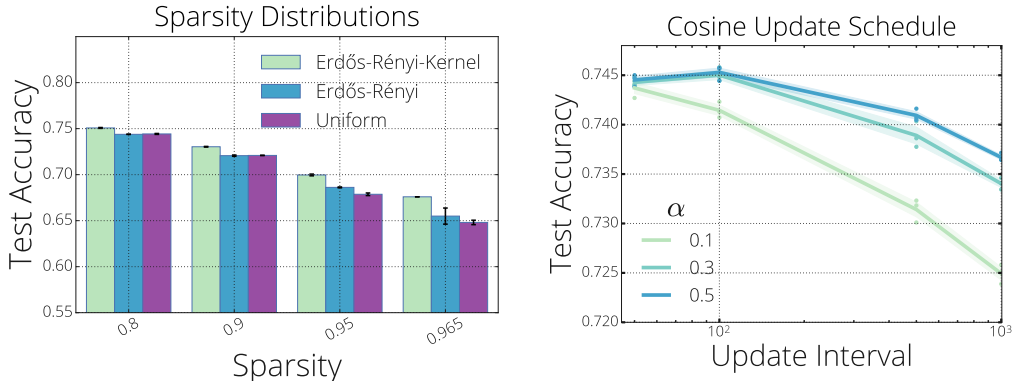 Sparsity Distributions
Test Accuracy
0.80
0.75
0.70
0.65
0.60
0.55
Erdős-Rényi-Kernel
Erdős-Rényi
Uniform
0.8
0.9
0.95
0.965
Sparsity
Cosine Update Schedule
Test Accuracy
0.745
0.740
0.735
0.730
0.725
0.720
α
0.1
0.3
0.5
10²
10³
Update Interval